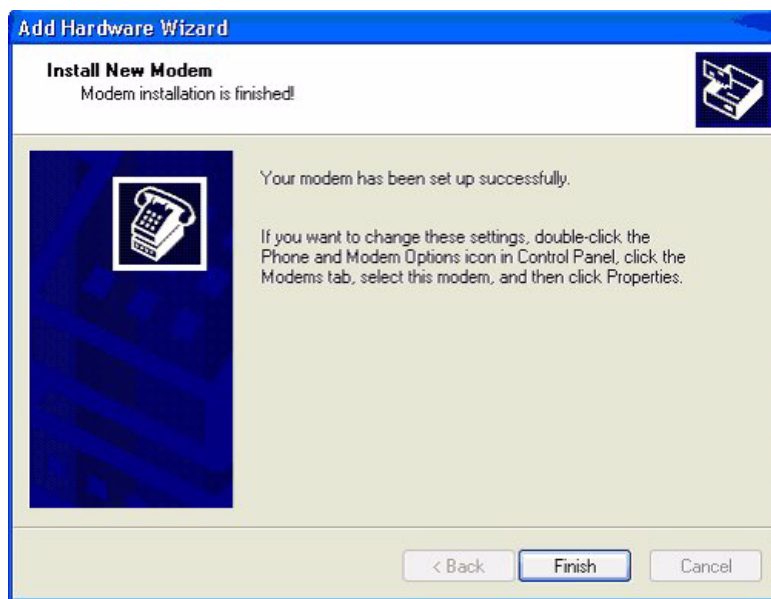 Add Hardware Wizard
Install New Modem
Modem installation is finished!
Your modem has been set up successfully.
If you want to change these settings, double-click the
Phone and Modem Options icon in Control Panel, click the
Modems tab, select this modem, and then click Properties.
< Back Finish Cancel